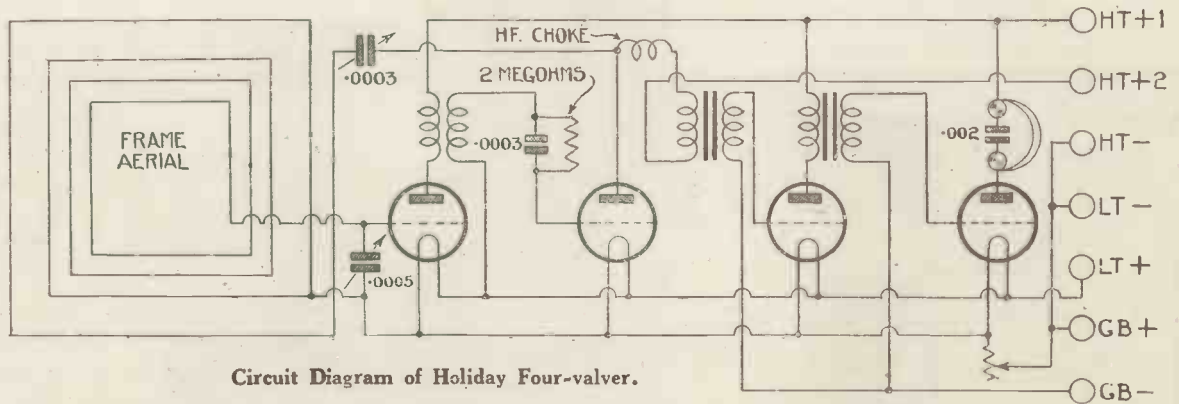 HT+1
HF. CHOKE
·0003
2 MEGOHMS
HT+2
FRAME
AERIAL
·0003
·002
HT-
LT-
·0005
LT+
GB+
Circuit Diagram of Holiday Four-valver.
GB-